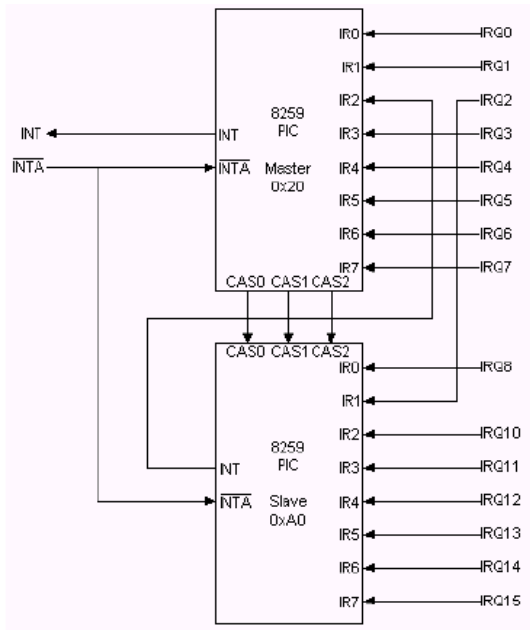 IR0 IRQ0
IR1 IRQ1
IR2 IRQ2
8259
PIC
INT INT IR3 IRQ3
INTA INTA Master IR4 IRQ4
0x20
IR5 IRQ5
IR6 IRQ6
IR7 IRQ7
CAS0 CAS1 CAS2
CAS0 CAS1 CAS2
IR0 IRQ8
IR1
IR2 IRQ10
8259
PIC
INT IR3 IRQ11
INTA Slave IR4 IRQ12
0xA0
IR5 IRQ13
IR6 IRQ14
IR7 IRQ15